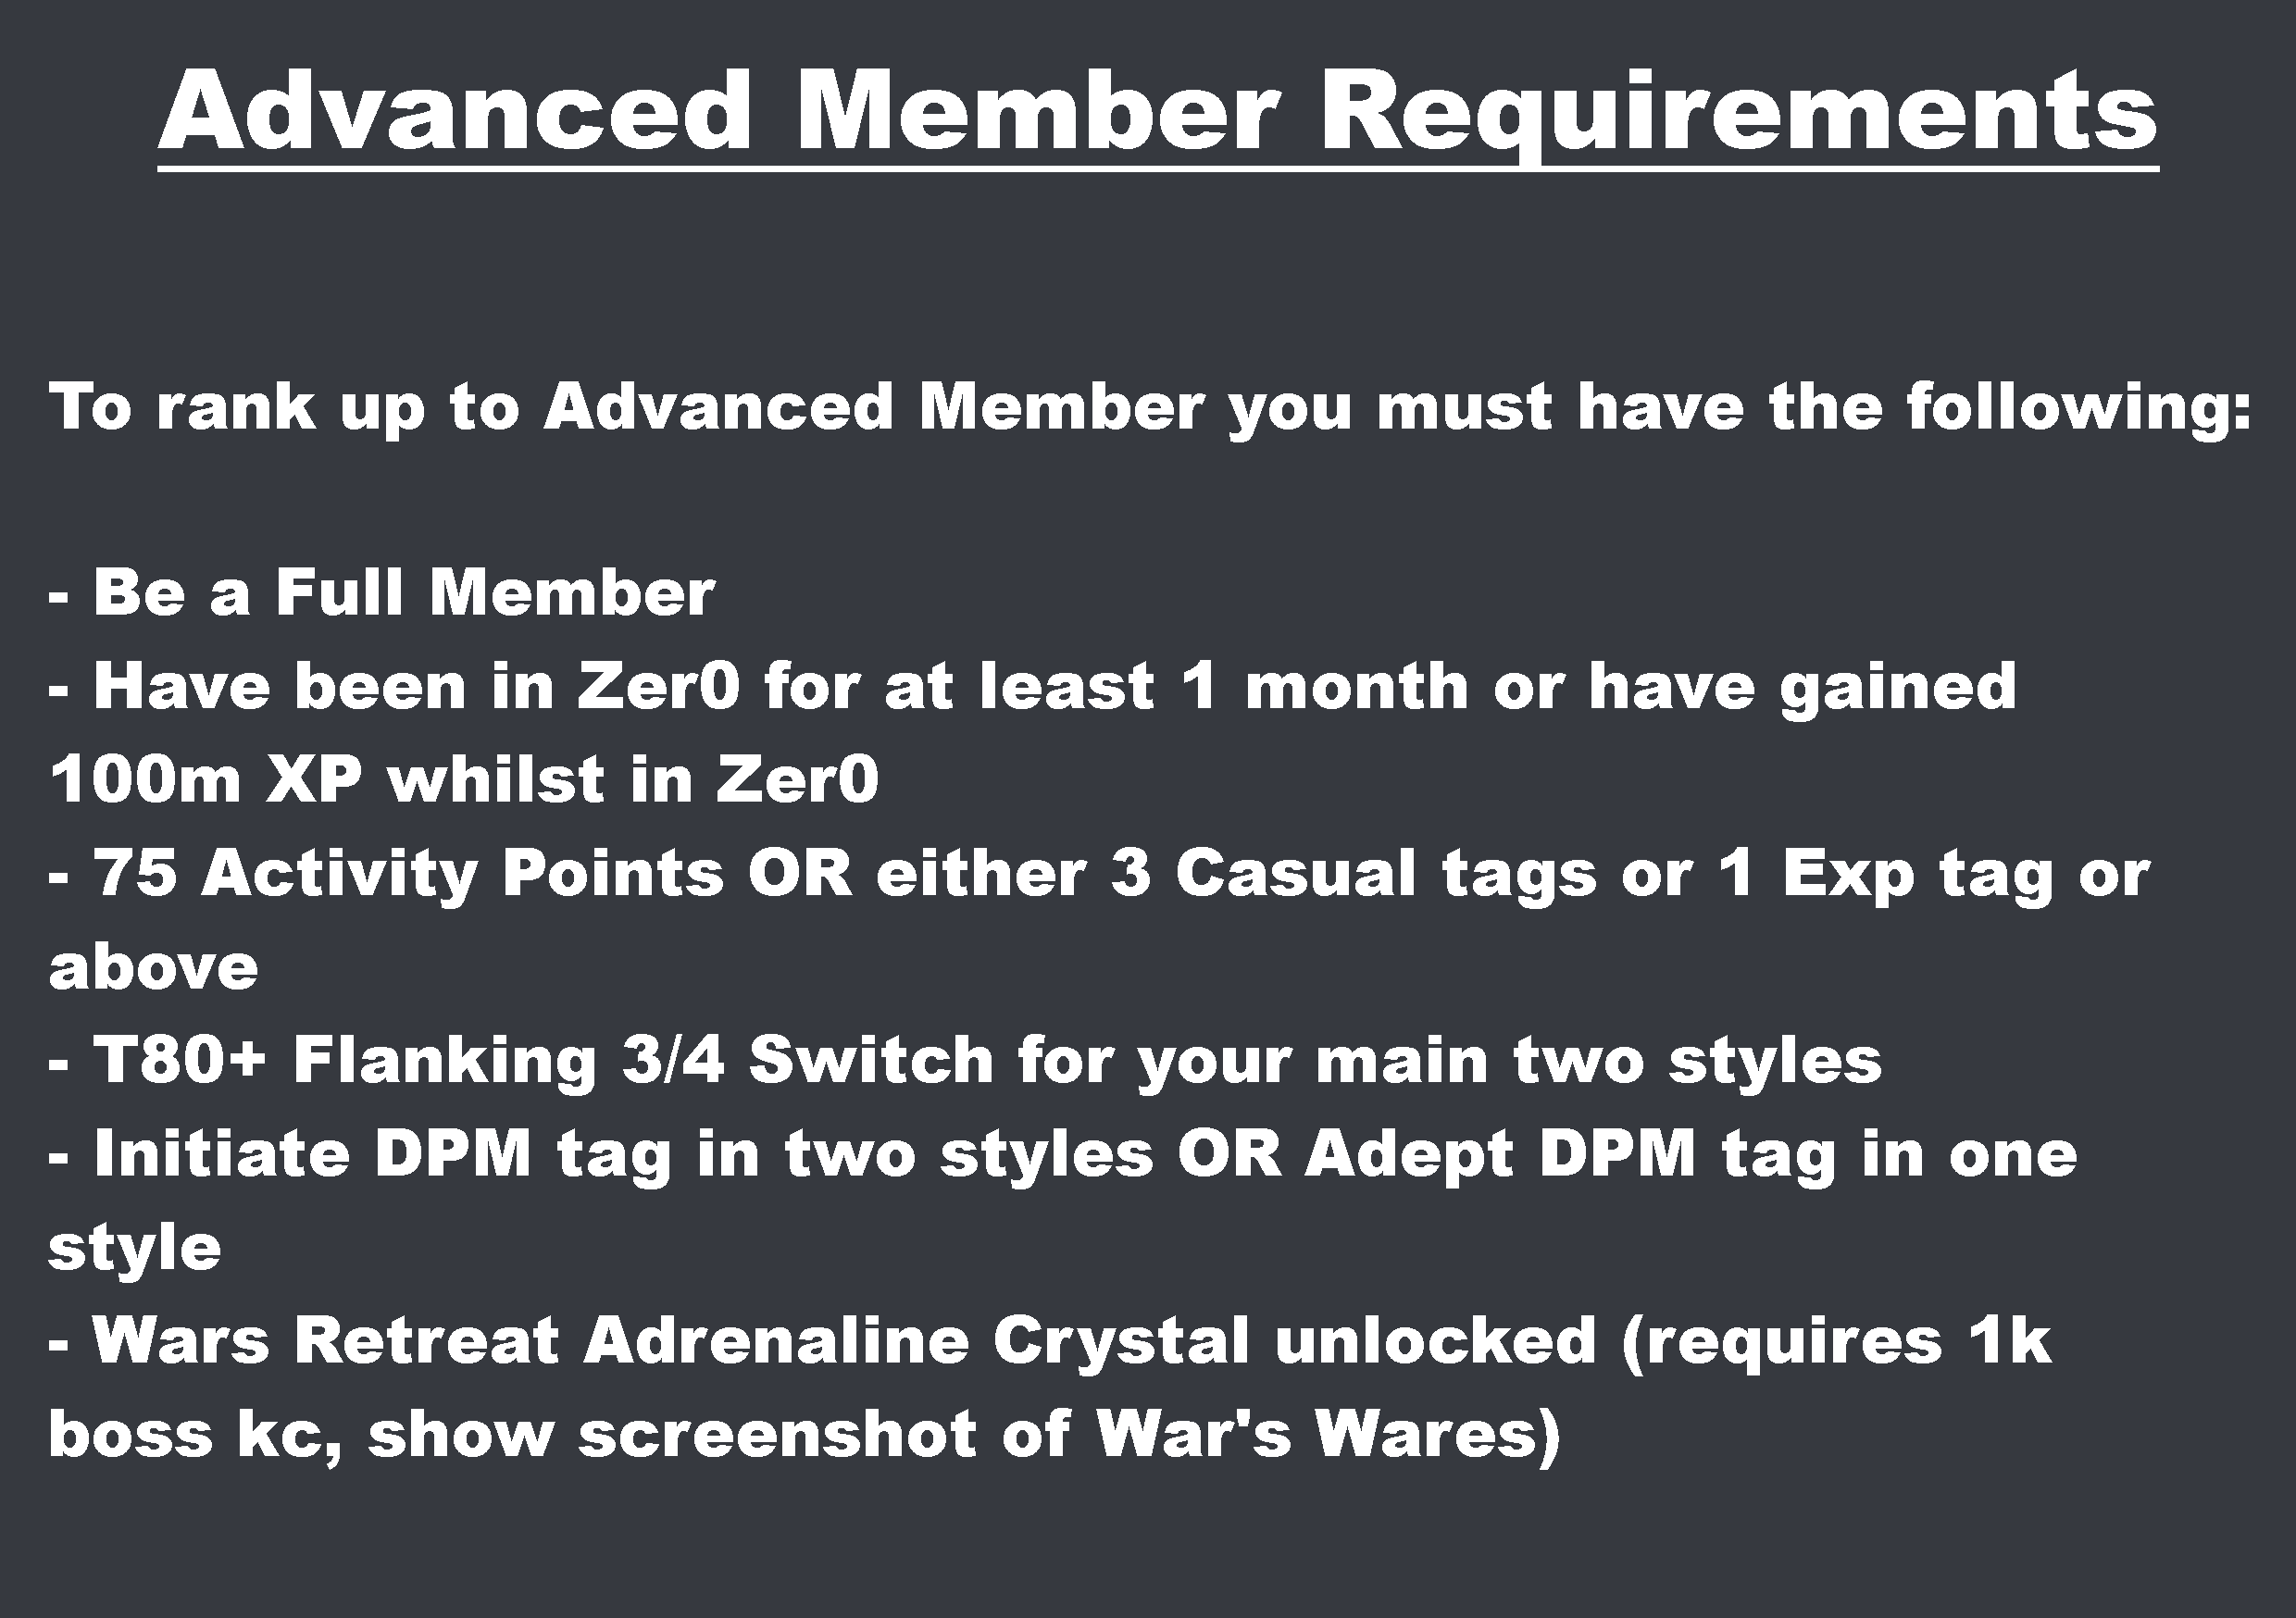 Advanced Member Requirements
To rank up to Advanced Member you must have the following:
- Be a Full Member
- Have been in Zer0 for at least 1 month or have gained
100m XP whilst in Zer0
- 75 Activity Points OR either 3 Casual tags or 1 Exp tag or
above
- T80+ Flanking 3/4 Switch for your main two styles
- Initiate DPM tag in two styles OR Adept DPM tag in one
style
- Wars Retreat Adrenaline Crystal unlocked (requires 1k
boss kc, show screenshot of War's Wares)